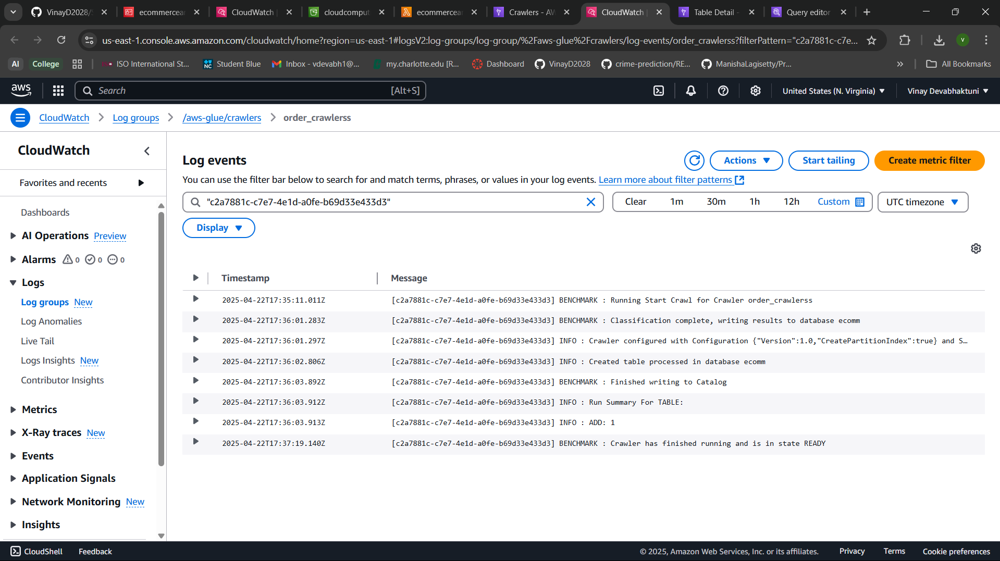 VinayD2028/S
ecommercear
CloudWatch
cloudcomput
ecommercear
Crawlers - AW
CloudWatch
Table Detail -
Query editor
us-east-1.console.aws.amazon.com/cloudwatch/home?region=us-east-1#logsV2:log-groups/log-group/%2Faws-glue%2Fcrawlers/log-events/order_crawlerss?filterPattern="c2a7881c-c7e...
V
AI
College
ISO International St...
NC
Student Blue
Inbox - vdevabh1@...
my.charlotte.edu [R...
Dashboard
VinayD2028
crime-prediction/RE...
ManishaLagisetty/Pr...
All Bookmarks
aws
Search
[Alt+S]
United States (N. Virginia)
Vinay Devabhaktuni
CloudWatch
Log groups
/aws-glue/crawlers
order_crawlerss
CloudWatch
Favorites and recents
Dashboards
AI Operations Preview
Alarms 0 0 0
Logs
Log groups New
Log Anomalies
Live Tail
Logs Insights New
Contributor Insights
Metrics
X-Ray traces New
Events
Application Signals
Network Monitoring New
Insights
Log events
Actions
Start tailing
Create metric filter
You can use the filter bar below to search for and match terms, phrases, or values in your log events. Learn more about filter patterns
"c2a7881c-c7e7-4e1d-a0fe-b69d33e433d3"
Clear 1m 30m 1h 12h Custom
UTC timezone
Display
Timestamp Message
2025-04-22T17:35:11.011Z [c2a7881c-c7e7-4e1d-a0fe-b69d33e433d3] BENCHMARK : Running Start Crawl for Crawler order_crawlerss
2025-04-22T17:36:01.283Z [c2a7881c-c7e7-4e1d-a0fe-b69d33e433d3] BENCHMARK : Classification complete, writing results to database ecomm
2025-04-22T17:36:01.297Z [c2a7881c-c7e7-4e1d-a0fe-b69d33e433d3] INFO : Crawler configured with Configuration {"Version":1.0,"CreatePartitionIndex":true} and S…
2025-04-22T17:36:02.806Z [c2a7881c-c7e7-4e1d-a0fe-b69d33e433d3] INFO : Created table processed in database ecomm
2025-04-22T17:36:03.892Z [c2a7881c-c7e7-4e1d-a0fe-b69d33e433d3] BENCHMARK : Finished writing to Catalog
2025-04-22T17:36:03.912Z [c2a7881c-c7e7-4e1d-a0fe-b69d33e433d3] INFO : Run Summary For TABLE:
2025-04-22T17:36:03.913Z [c2a7881c-c7e7-4e1d-a0fe-b69d33e433d3] INFO : ADD: 1
2025-04-22T17:37:19.140Z [c2a7881c-c7e7-4e1d-a0fe-b69d33e433d3] BENCHMARK : Crawler has finished running and is in state READY
CloudShell
Feedback
© 2025, Amazon Web Services, Inc. or its affiliates.
Privacy
Terms
Cookie preferences